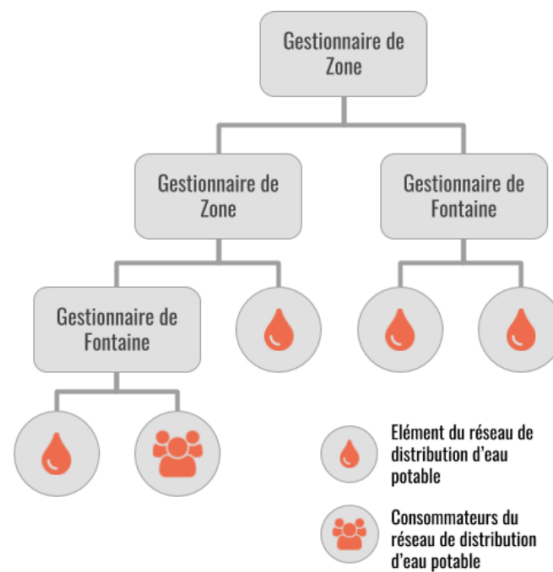 Gestionnaire de
Zone
Gestionnaire de
Zone
Gestionnaire de
Fontaine
Gestionnaire de
Fontaine
Elément du réseau de
distribution d'eau
potable
Consommateurs du
réseau de distribution
d'eau potable